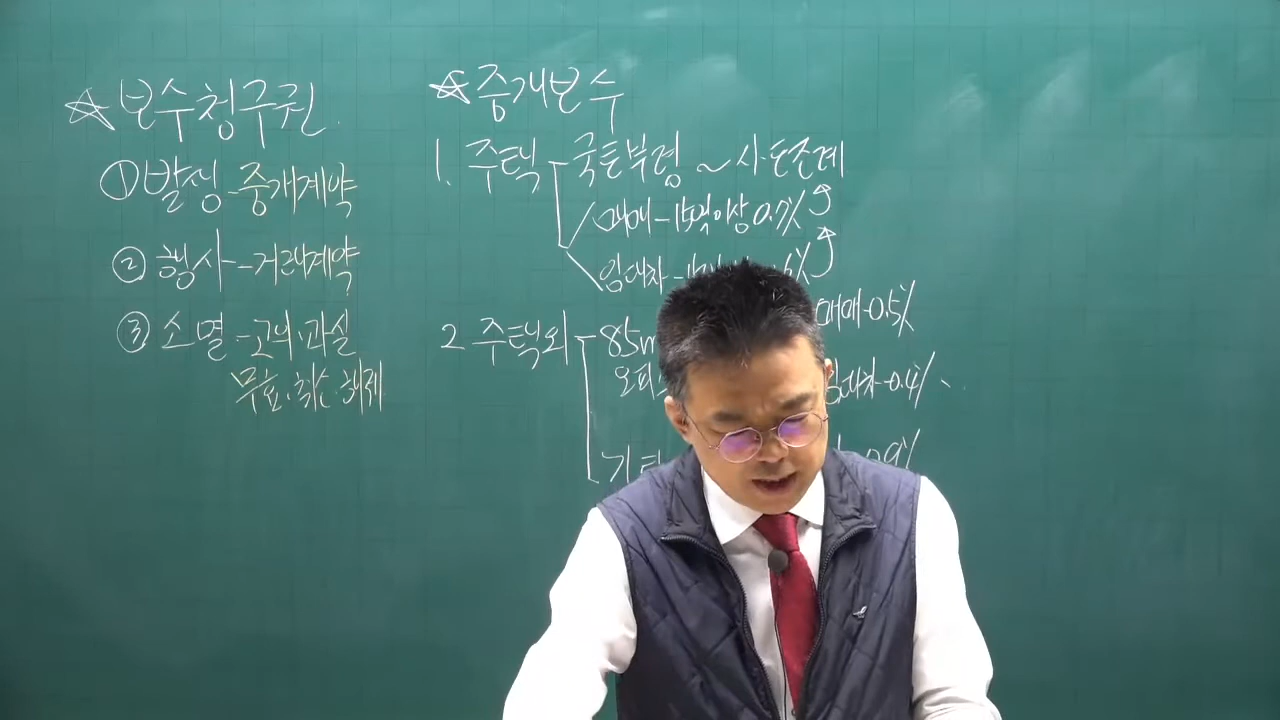 ☆ 보수청구권.
① 발생 - 중개계약
② 행사 - 거래계약
③ 소멸 - 고의.과실
무효.취소.해제
☆ 중개보수
1. 주택 국토부령 ~ 시·도조례
매매 - 15억이상 0.7%
임대차 - 6%
2 주택외 85m
매매 - 0.5%
오피
임대차 - 0.4%
기타
0.9%